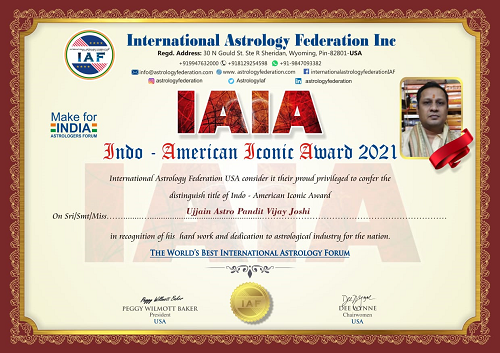 IAF
International Astrology Federation Inc
Regd. Address: 30 N Gould St. Ste R Sheridan, Wyoming, Pin-82801-USA
+919947632000 +918129254598 +91-9847093382
info@astrologyfederation.com www. astrologyfederation.com internationalastrologyfederationIAF
astrologyfederation Astrologyiaf astrologyfederation
Make for
INDIA
ASTROLOGERS FORUM
IAIA
Indo - American Iconic Award 2021
International Astrology Federation USA consider it their proud privileged to confer the
distinguish title of Indo - American Iconic Award
Ujjain Astro Pandit Vijay Joshi
On Sri/Smt/Miss
in recognition of his hard work and dedication to astrological industry for the nation.
The World's Best International Astrology Forum
IAIA
Peggy Wilmott Baker
PEGGY WILMOTT BAKER
President
USA
IAF
Dee Wynne
DEE WYNNE
Chairwomen
USA